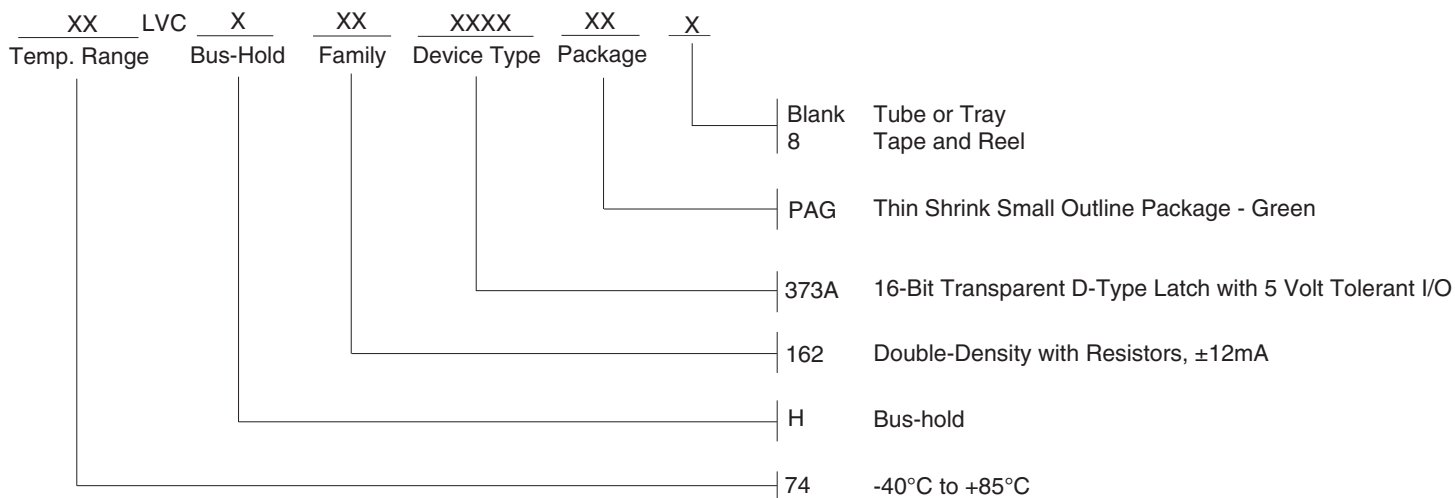 XX LVC X XX XXXX XX X
Temp. Range Bus-Hold Family Device Type Package
Blank Tube or Tray
8 Tape and Reel
PAG Thin Shrink Small Outline Package - Green
373A 16-Bit Transparent D-Type Latch with 5 Volt Tolerant I/O
162 Double-Density with Resistors, ±12mA
H Bus-hold
74 -40°C to +85°C